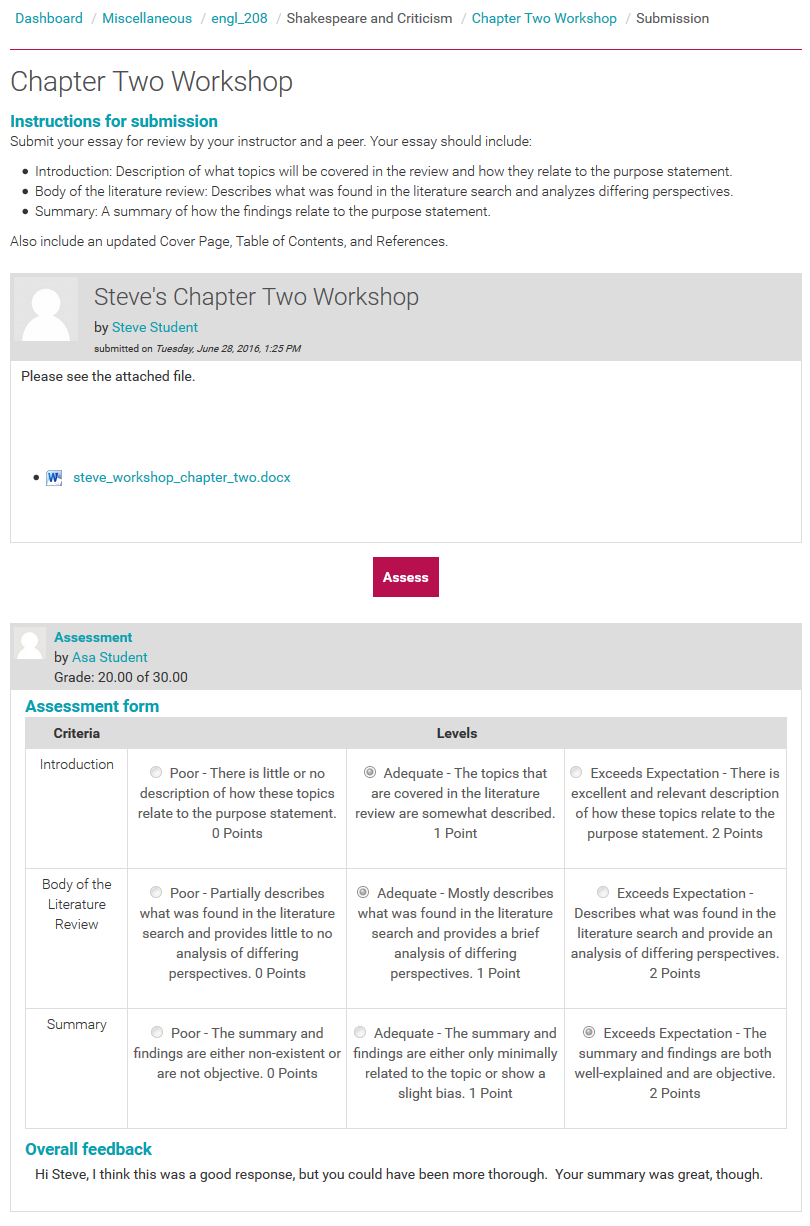 Dashboard / Miscellaneous / engl_208 / Shakespeare and Criticism / Chapter Two Workshop / Submission
Chapter Two Workshop
Instructions for submission
Submit your essay for review by your instructor and a peer. Your essay should include:
• Introduction: Description of what topics will be covered in the review and how they relate to the purpose statement.
• Body of the literature review: Describes what was found in the literature search and analyzes differing perspectives.
• Summary: A summary of how the findings relate to the purpose statement.
Also include an updated Cover Page, Table of Contents, and References.
Steve's Chapter Two Workshop
by Steve Student
submitted on Tuesday, June 28, 2016, 1:25 PM
Please see the attached file.
• steve_workshop_chapter_two.docx
Assess
Assessment
by Asa Student
Grade: 20.00 of 30.00
Assessment form
Criteria Levels
Introduction
Poor - There is little or no
description of how these topics
relate to the purpose statement.
0 Points
Adequate - The topics that
are covered in the literature
review are somewhat described.
1 Point
Exceeds Expectation - There is
excellent and relevant description
of how these topics relate to the
purpose statement. 2 Points
Body of the
Literature
Review
Poor - Partially describes
what was found in the literature
search and provides little to no
analysis of differing
perspectives. 0 Points
Adequate - Mostly describes
what was found in the literature
search and provides a brief
analysis of differing
perspectives. 1 Point
Exceeds Expectation -
Describes what was found in the
literature search and provide an
analysis of differing perspectives.
2 Points
Summary
Poor - The summary and
findings are either non-existent or
are not objective. 0 Points
Adequate - The summary and
findings are either only minimally
related to the topic or show a
slight bias. 1 Point
Exceeds Expectation - The
summary and findings are both
well-explained and are objective.
2 Points
Overall feedback
Hi Steve, I think this was a good response, but you could have been more thorough. Your summary was great, though.